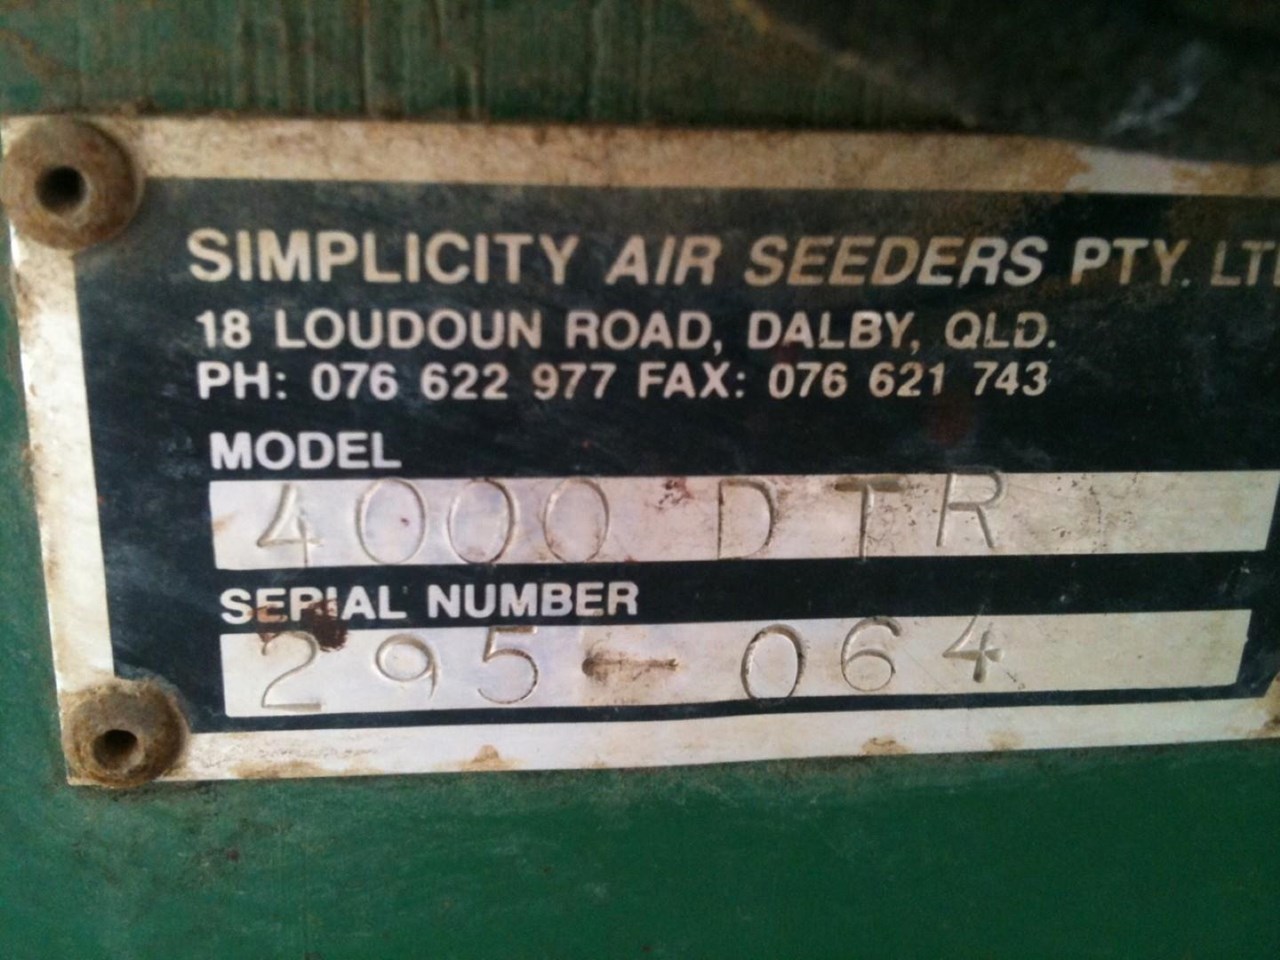 SIMPLICITY AIR SEEDERS PTY. LT
18 LOUDOUN ROAD, DALBY, QLD.
PH: 076 622 977 FAX: 076 621 743
MODEL
4000 DTR
SERIAL NUMBER
295-064